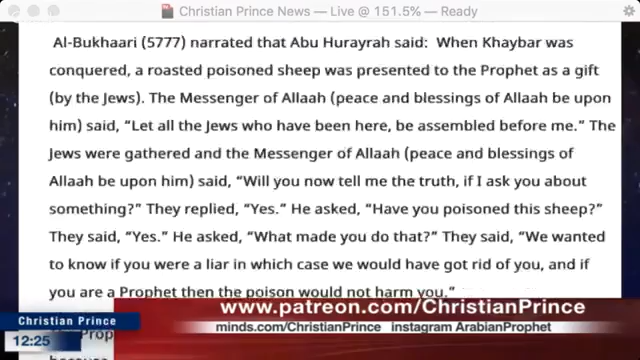 Christian Prince News — Live @ 151.5% — Ready
Al-Bukhaari (5777) narrated that Abu Hurayrah said: When Khaybar was
conquered, a roasted poisoned sheep was presented to the Prophet as a gift
(by the Jews). The Messenger of Allaah (peace and blessings of Allaah be upon
him) said, “Let all the Jews who have been here, be assembled before me.” The
Jews were gathered and the Messenger of Allaah (peace and blessings of
Allaah be upon him) said, “Will you now tell me the truth, if I ask you about
something?” They replied, “Yes.” He asked, “Have you poisoned this sheep?”
They said, “Yes.” He asked, “What made you do that?” They said, “We wanted
to know if you were a liar in which case we would have got rid of you, and if
you are a Prophet then the poison would not harm you.”
www.patreon.com/ChristianPrince
Christian Prince
minds.com/ChristianPrince instagram ArabianProphet
12:25